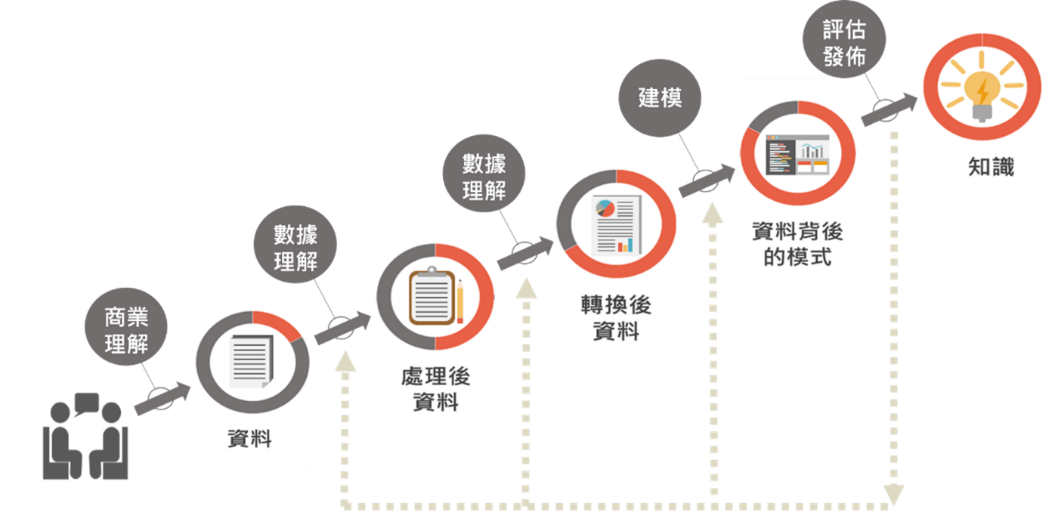 商業
理解
資料
數據
理解
處理後
資料
數據
理解
轉換後
資料
建模
資料背後
的模式
評估
發佈
知識